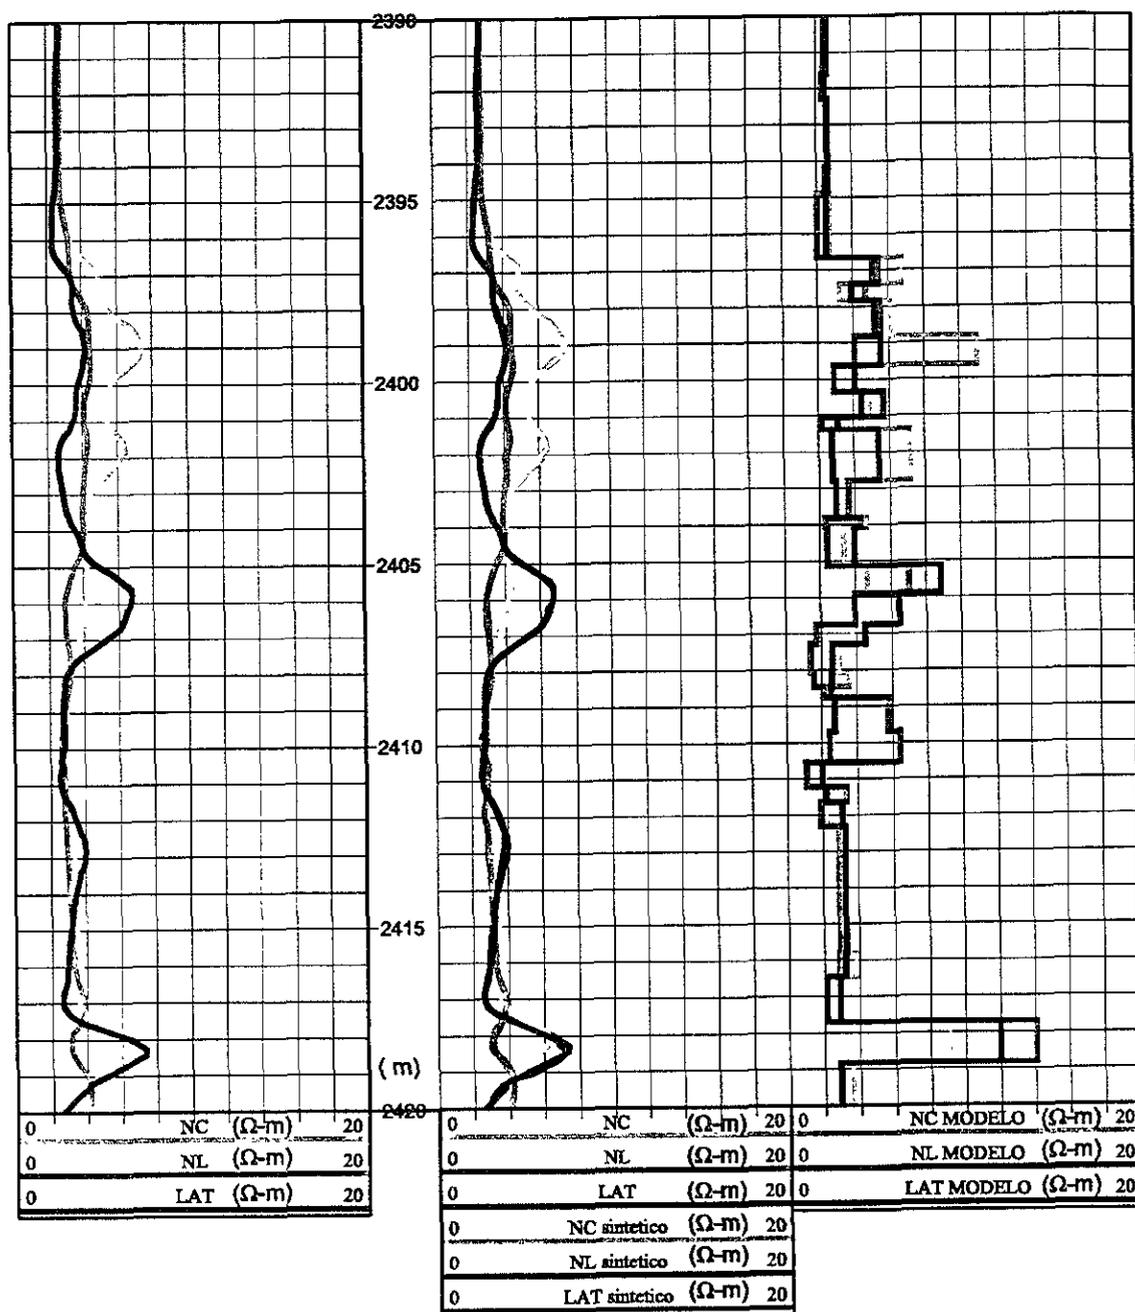 2390
2395
2400
2405
2410
2415
(m)
2420
0 NC (Ω-m) 20
0 NL (Ω-m) 20
0 LAT (Ω-m) 20
0 NC (Ω-m) 20
0 NL (Ω-m) 20
0 LAT (Ω-m) 20
0 NC sintetico (Ω-m) 20
0 NL sintetico (Ω-m) 20
0 LAT sintetico (Ω-m) 20
0 NC MODELO (Ω-m) 20
0 NL MODELO (Ω-m) 20
0 LAT MODELO (Ω-m) 20